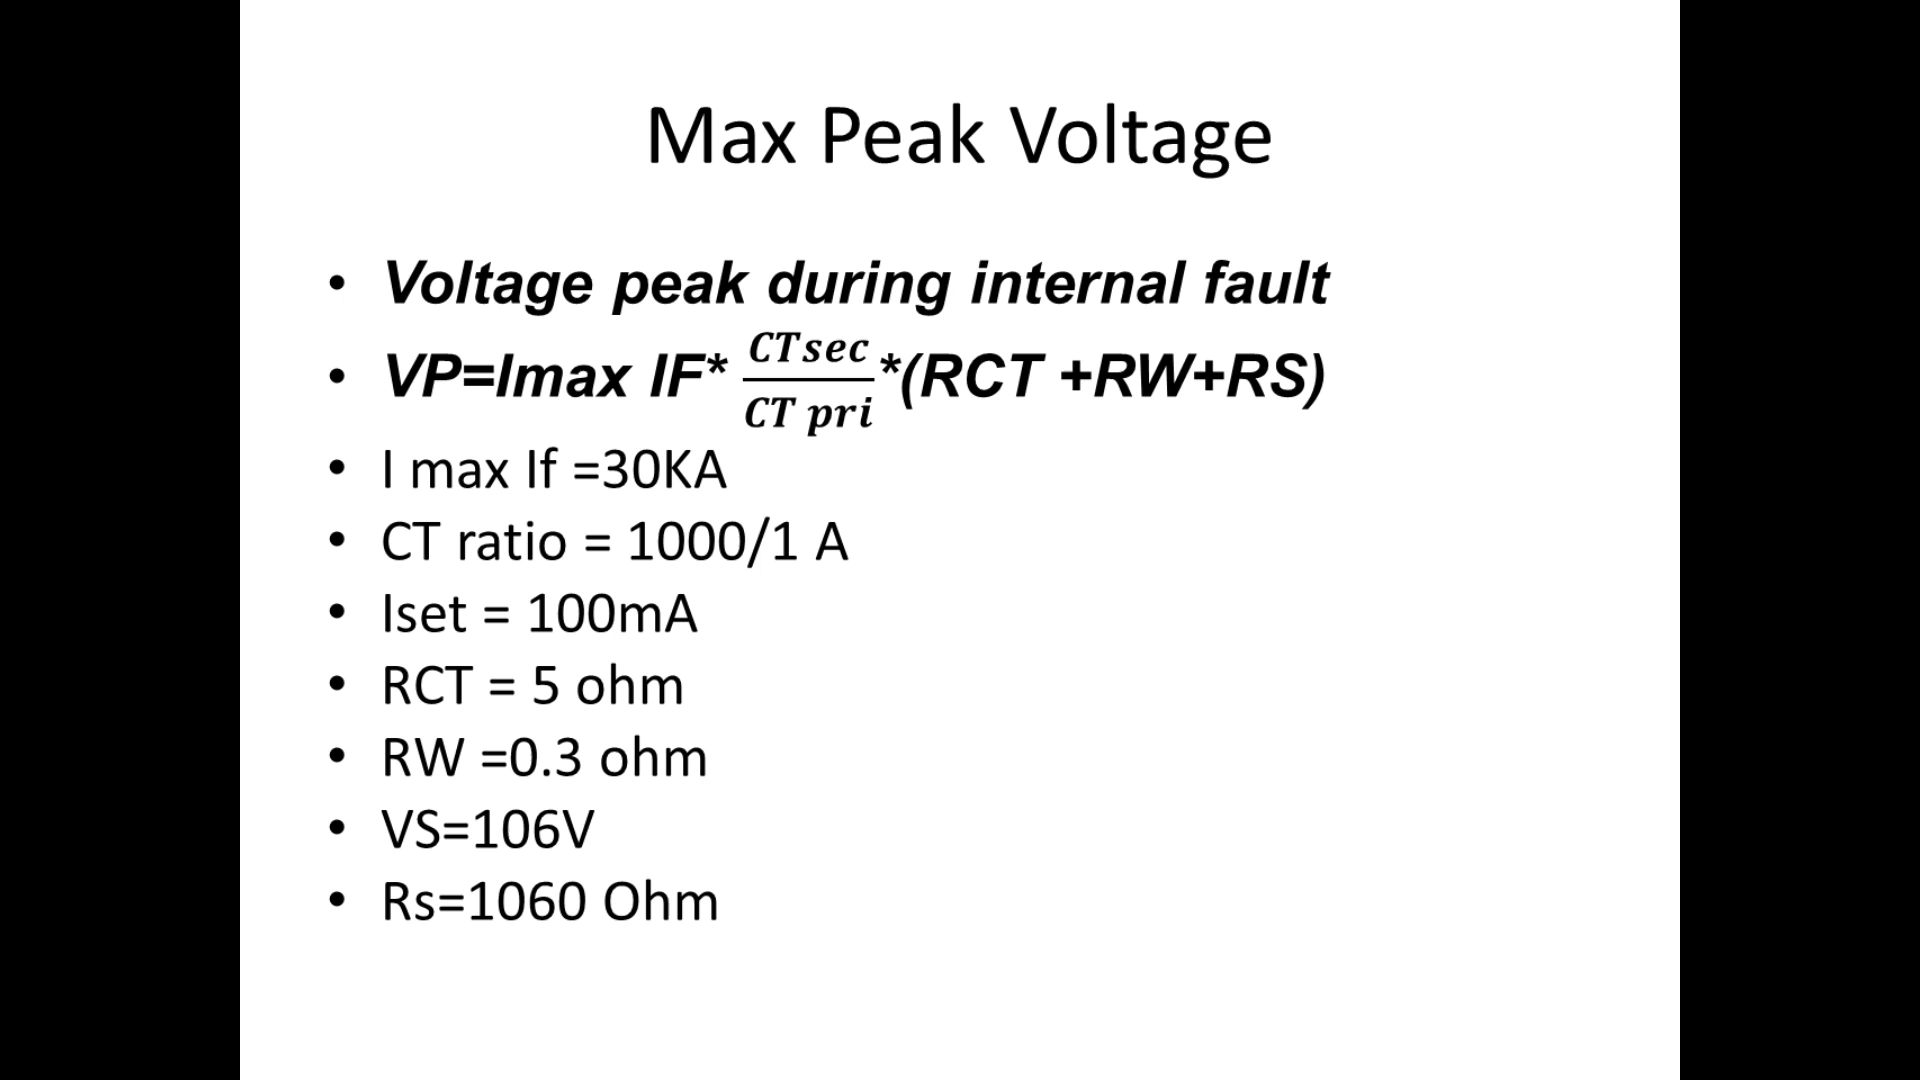 Max Peak Voltage
• Voltage peak during internal fault
• VP=Imax IF* CTsec/CT pri *(RCT +RW+RS)
• I max If =30KA
• CT ratio = 1000/1 A
• Iset = 100mA
• RCT = 5 ohm
• RW =0.3 ohm
• VS=106V
• Rs=1060 Ohm